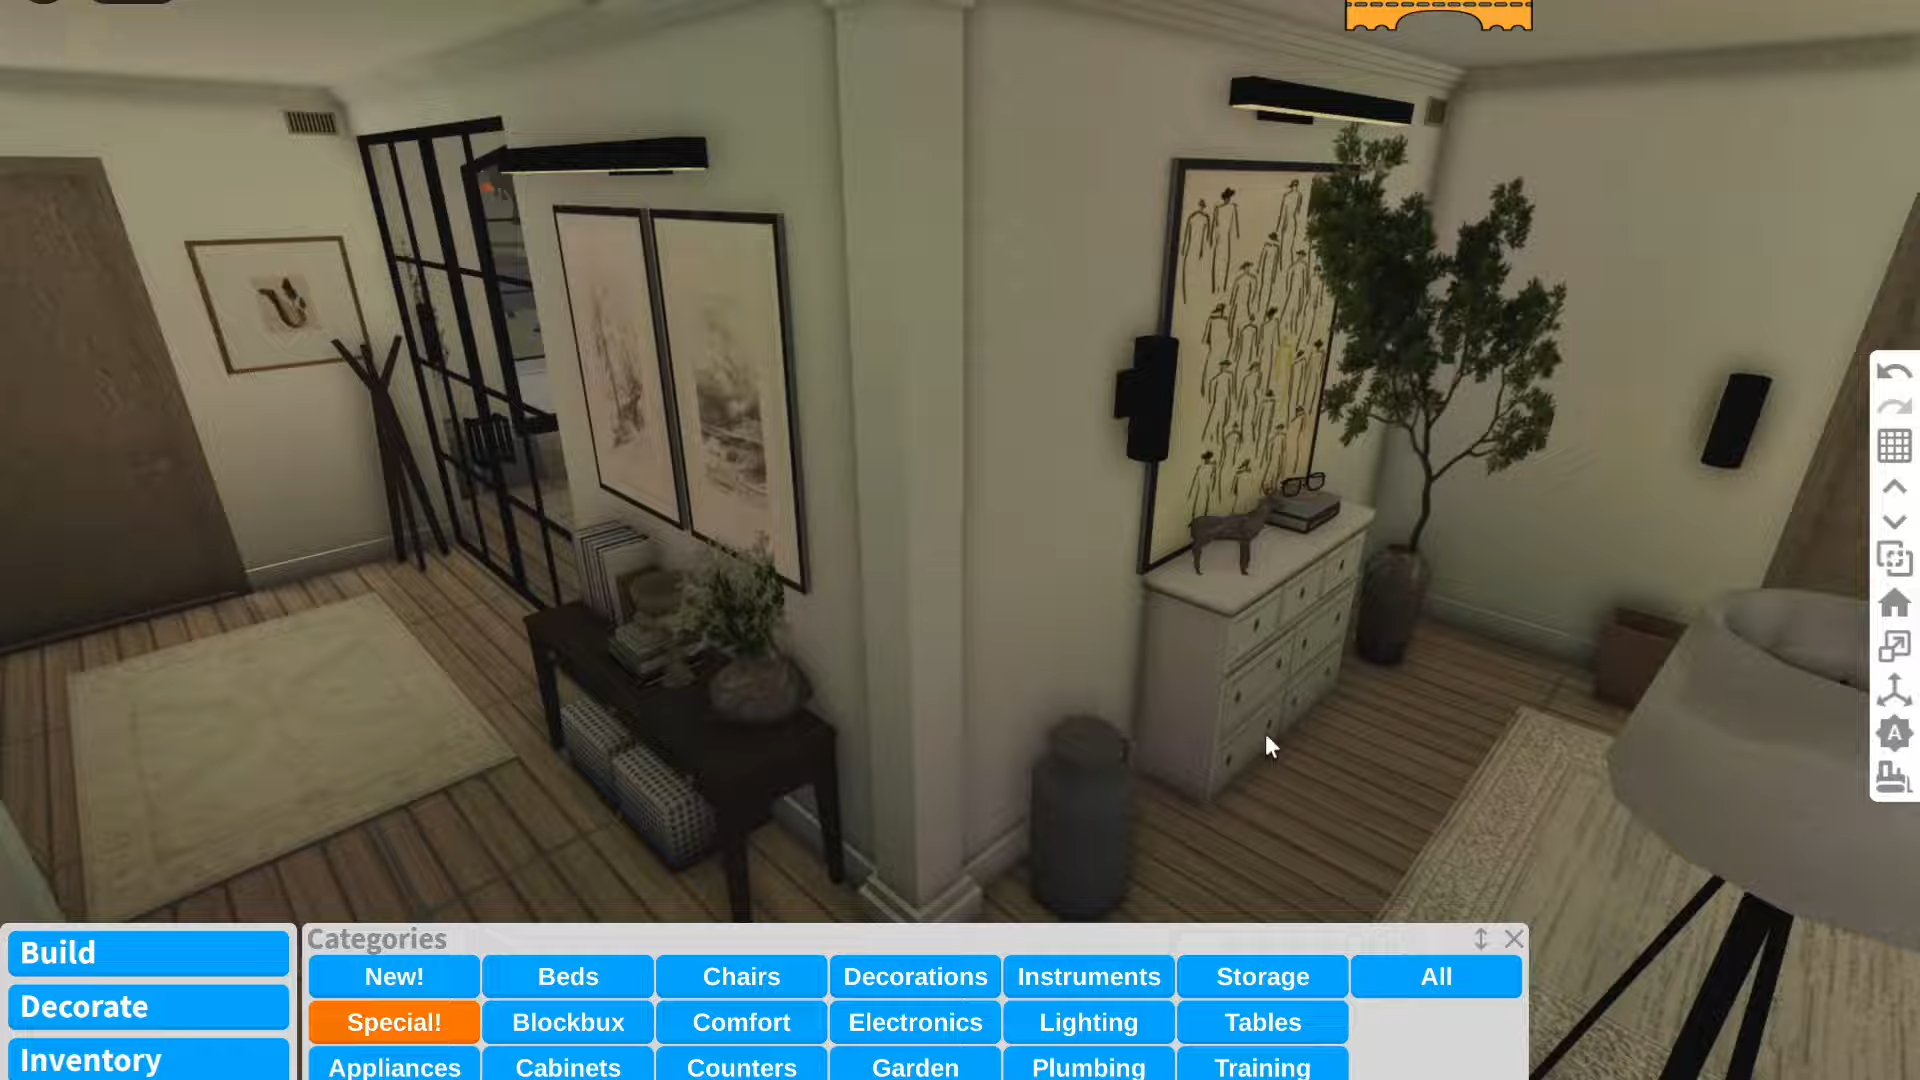 Build
Decorate
Inventory
Categories
New! Beds Chairs Decorations Instruments Storage All
Special! Blockbux Comfort Electronics Lighting Tables
Appliances Cabinets Counters Garden Plumbing Training
A